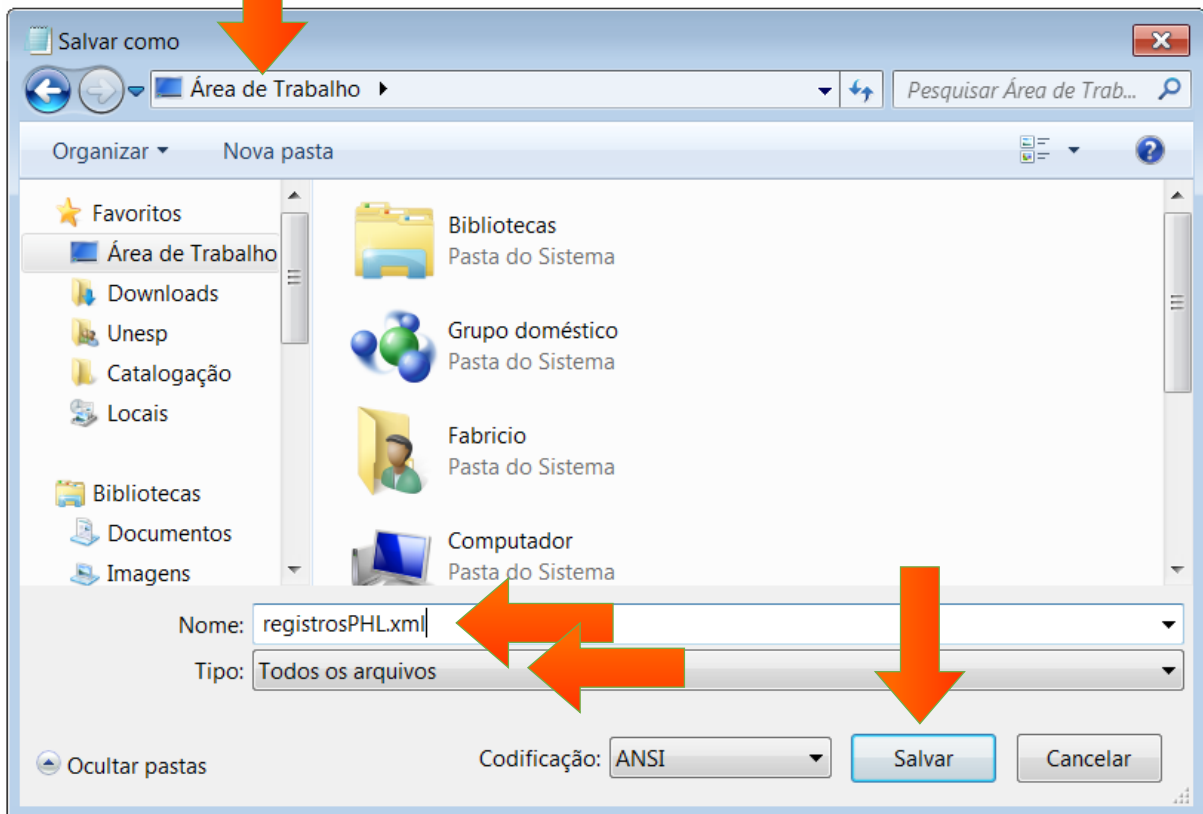 Salvar como
Área de Trabalho
Pesquisar Área de Trab...
Organizar
Nova pasta
Favoritos
Área de Trabalho
Downloads
Unesp
Catalogação
Locais
Bibliotecas
Documentos
Imagens
Bibliotecas
Pasta do Sistema
Grupo doméstico
Pasta do Sistema
Fabricio
Pasta do Sistema
Computador
Pasta do Sistema
Nome: registrosPHL.xml
Tipo: Todos os arquivos
Ocultar pastas
Codificação: ANSI
Salvar
Cancelar